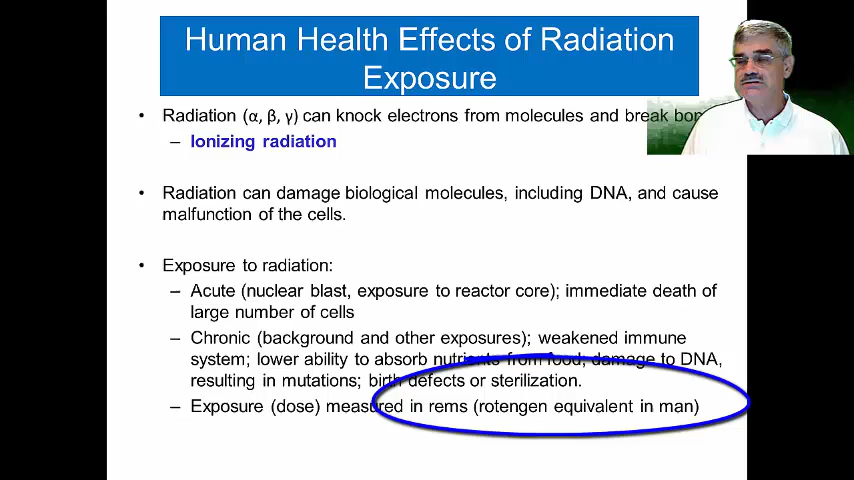 Human Health Effects of Radiation
Exposure
• Radiation (α, β, γ) can knock electrons from molecules and break
– Ionizing radiation
• Radiation can damage biological molecules, including DNA, and cause
malfunction of the cells.
• Exposure to radiation:
– Acute (nuclear blast, exposure to reactor core); immediate death of
large number of cells
– Chronic (background and other exposures); weakened immune
system; lower ability to absorb nutrients from food; damage to DNA,
resulting in mutations; birth defects or sterilization.
– Exposure (dose) measured in rems (rotengen equivalent in man)